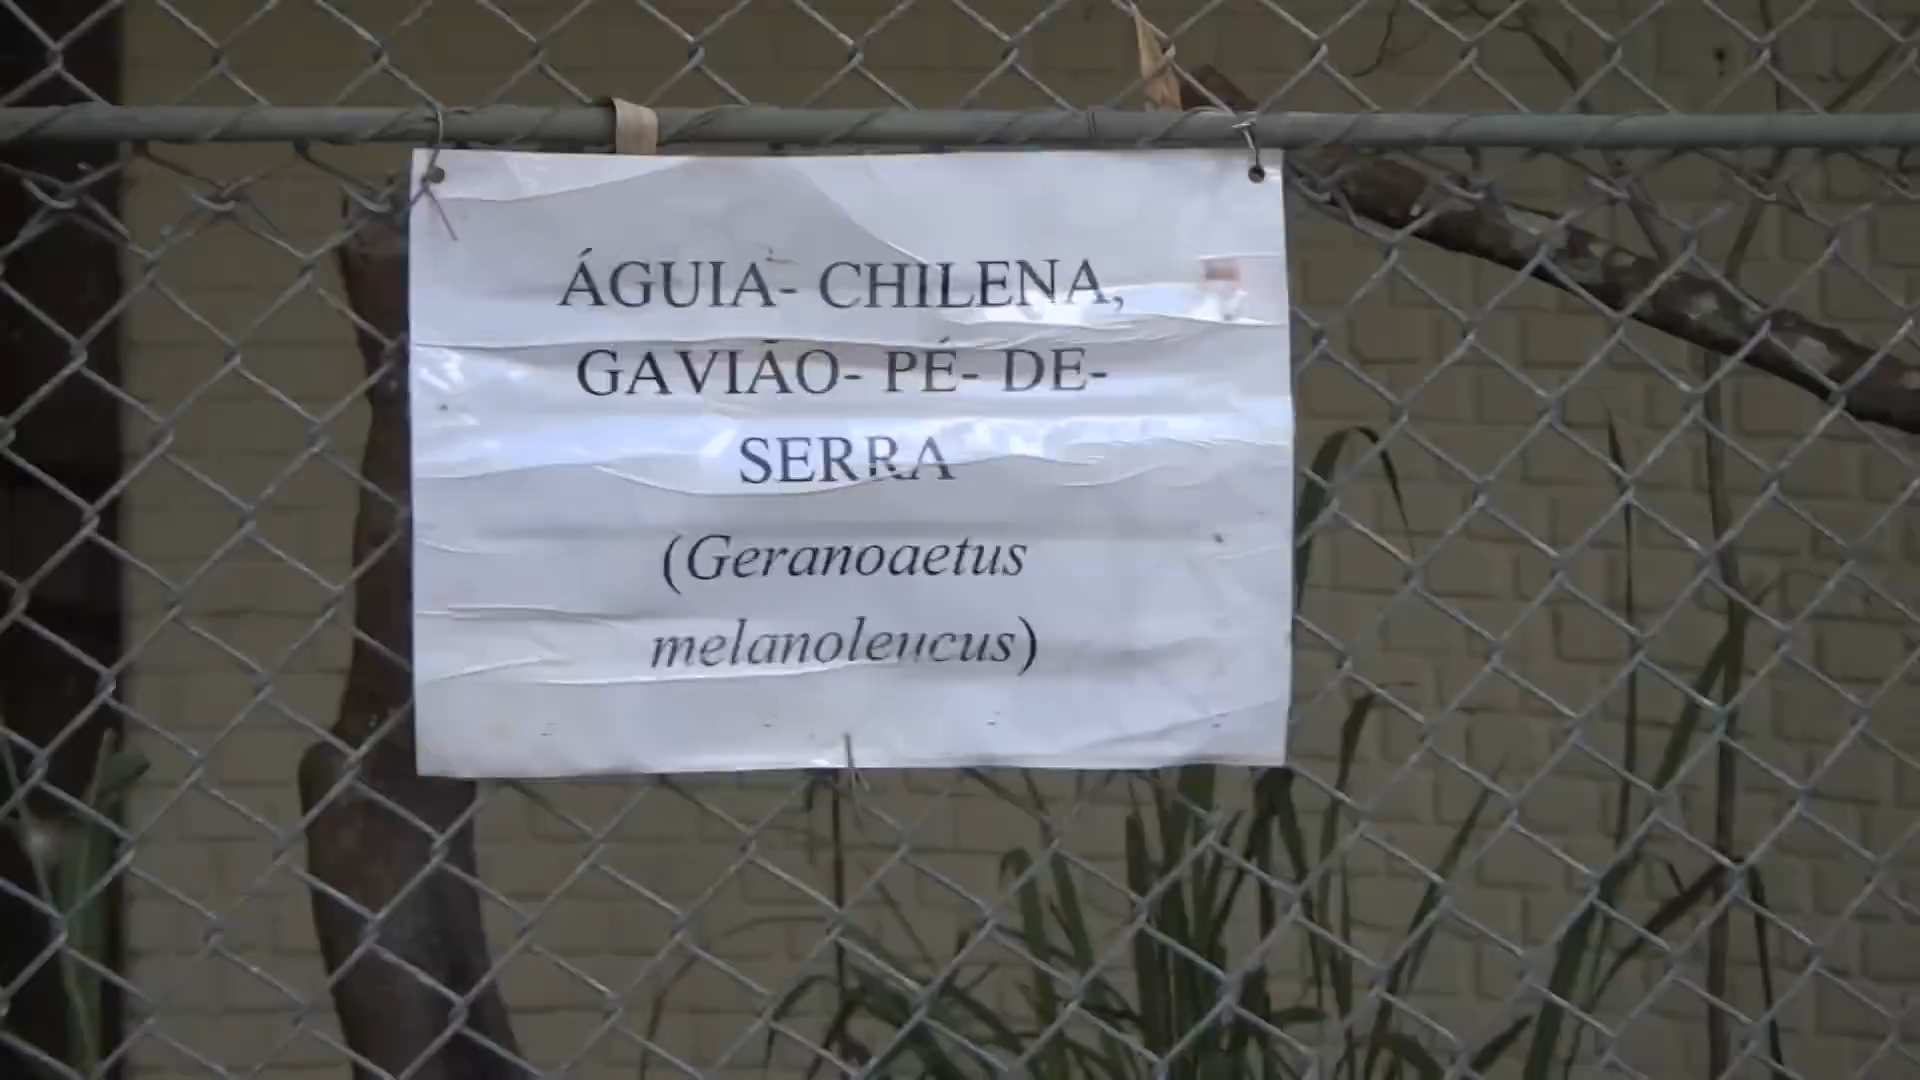 ÁGUIA- CHILENA,
GAVIÃO- PÉ- DE-
SERRA
(Geranoaetus
melanoleucus)